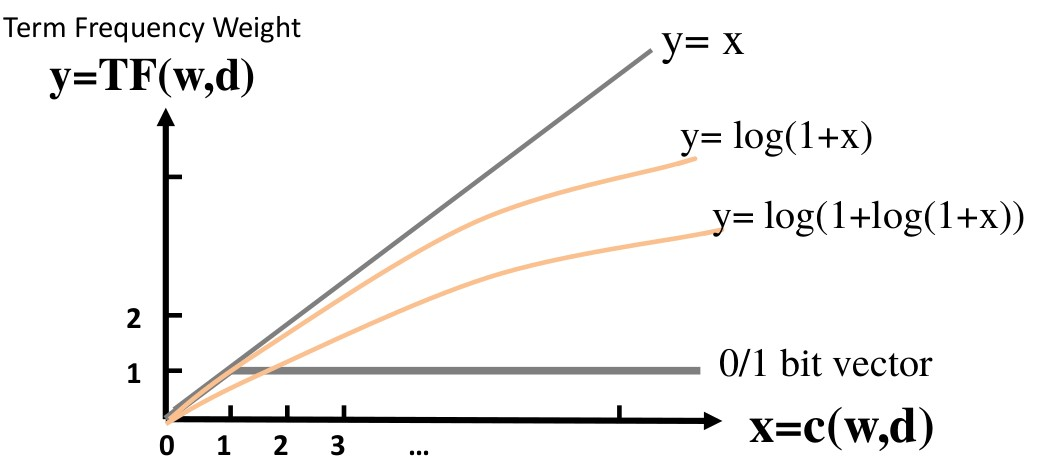 Term Frequency Weight
y=TF(w,d)
y= x
y= log(1+x)
y= log(1+log(1+x))
2
1
0/1 bit vector
x=c(w,d)
0 1 2 3 ...